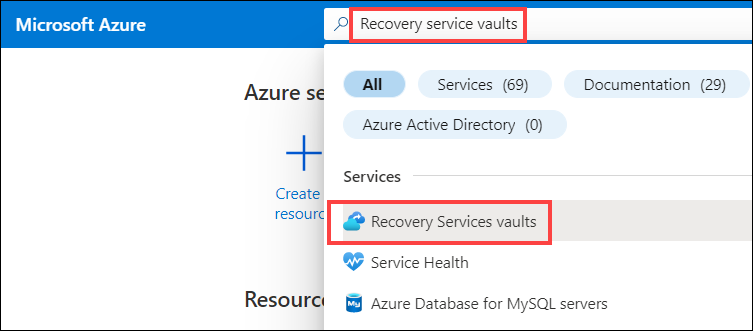 Microsoft Azure
Recovery service vaults
All
Services (69)
Documentation (29)
Azure Active Directory (0)
Azure se
Create
resourc
Services
Recovery Services vaults
Service Health
Azure Database for MySQL servers
Resource